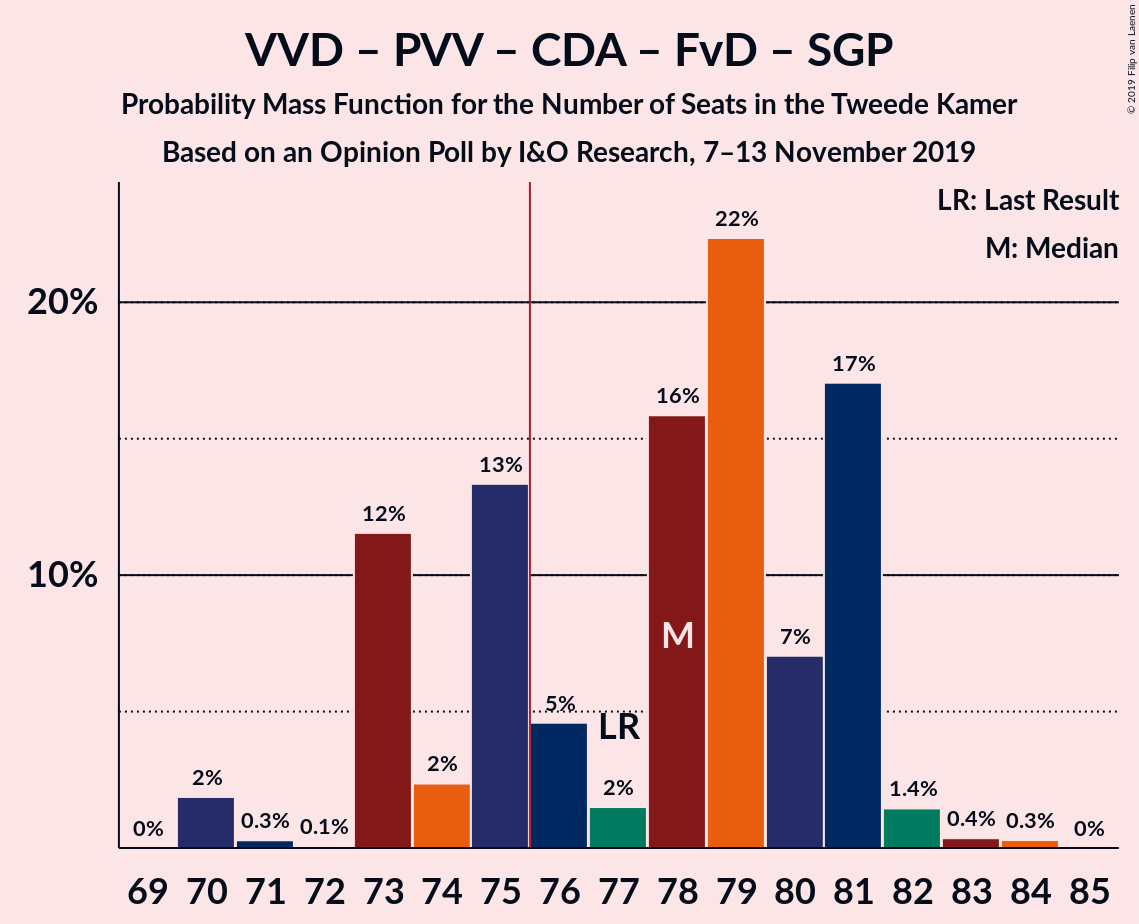 VVD – PVV – CDA – FvD – SGP
Probability Mass Function for the Number of Seats in the Tweede Kamer
Based on an Opinion Poll by I&O Research, 7–13 November 2019
© 2019 Filip van Laenen
LR: Last Result
M: Median
20%
10%
0%
2%
0.3%
0.1%
12%
2%
13%
5%
2%
16%
22%
7%
17%
1.4%
0.4%
0.3%
0%
LR
M
69 70 71 72 73 74 75 76 77 78 79 80 81 82 83 84 85